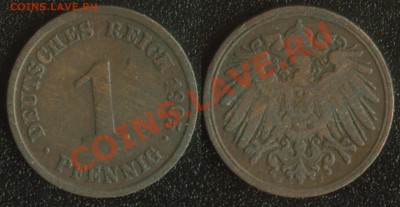 COINS.LAVE.RU
DEUTSCHES REICH
1
PFENNIG
COINS.LAVE.RU